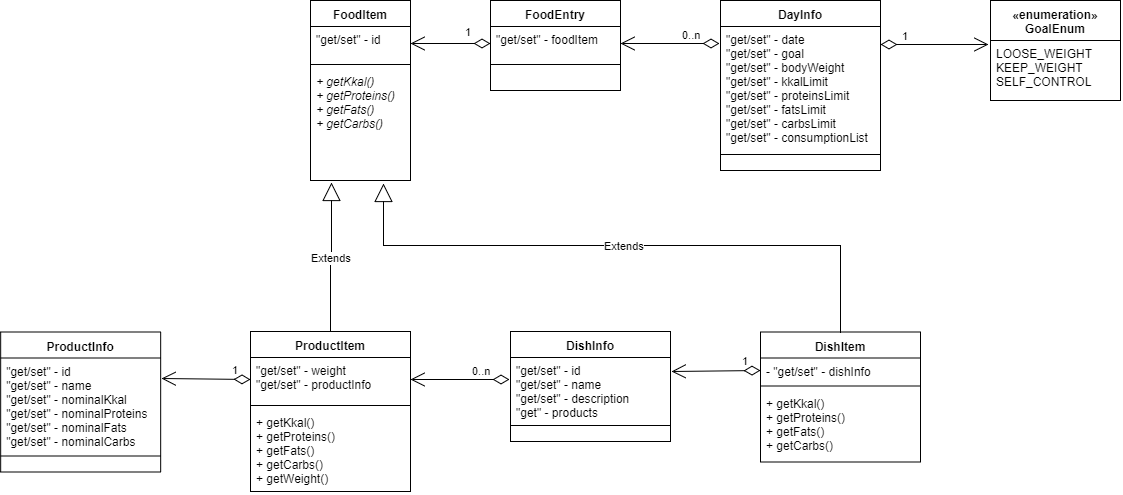 FoodItem
"get/set" - id
+ getKkal()
+ getProteins()
+ getFats()
+ getCarbs()
1
FoodEntry
"get/set" - foodItem
0..n
DayInfo
"get/set" - date
"get/set" - goal
"get/set" - bodyWeight
"get/set" - kkalLimit
"get/set" - proteinsLimit
"get/set" - fatsLimit
"get/set" - carbsLimit
"get/set" - consumptionList
1
«enumeration»
GoalEnum
LOOSE_WEIGHT
KEEP_WEIGHT
SELF_CONTROL
Extends
Extends
ProductInfo
"get/set" - id
"get/set" - name
"get/set" - nominalKkal
"get/set" - nominalProteins
"get/set" - nominalFats
"get/set" - nominalCarbs
1
ProductItem
"get/set" - weight
"get/set" - productInfo
+ getKkal()
+ getProteins()
+ getFats()
+ getCarbs()
+ getWeight()
0..n
DishInfo
"get/set" - id
"get/set" - name
"get/set" - description
"get" - products
1
DishItem
- "get/set" - dishInfo
+ getKkal()
+ getProteins()
+ getFats()
+ getCarbs()